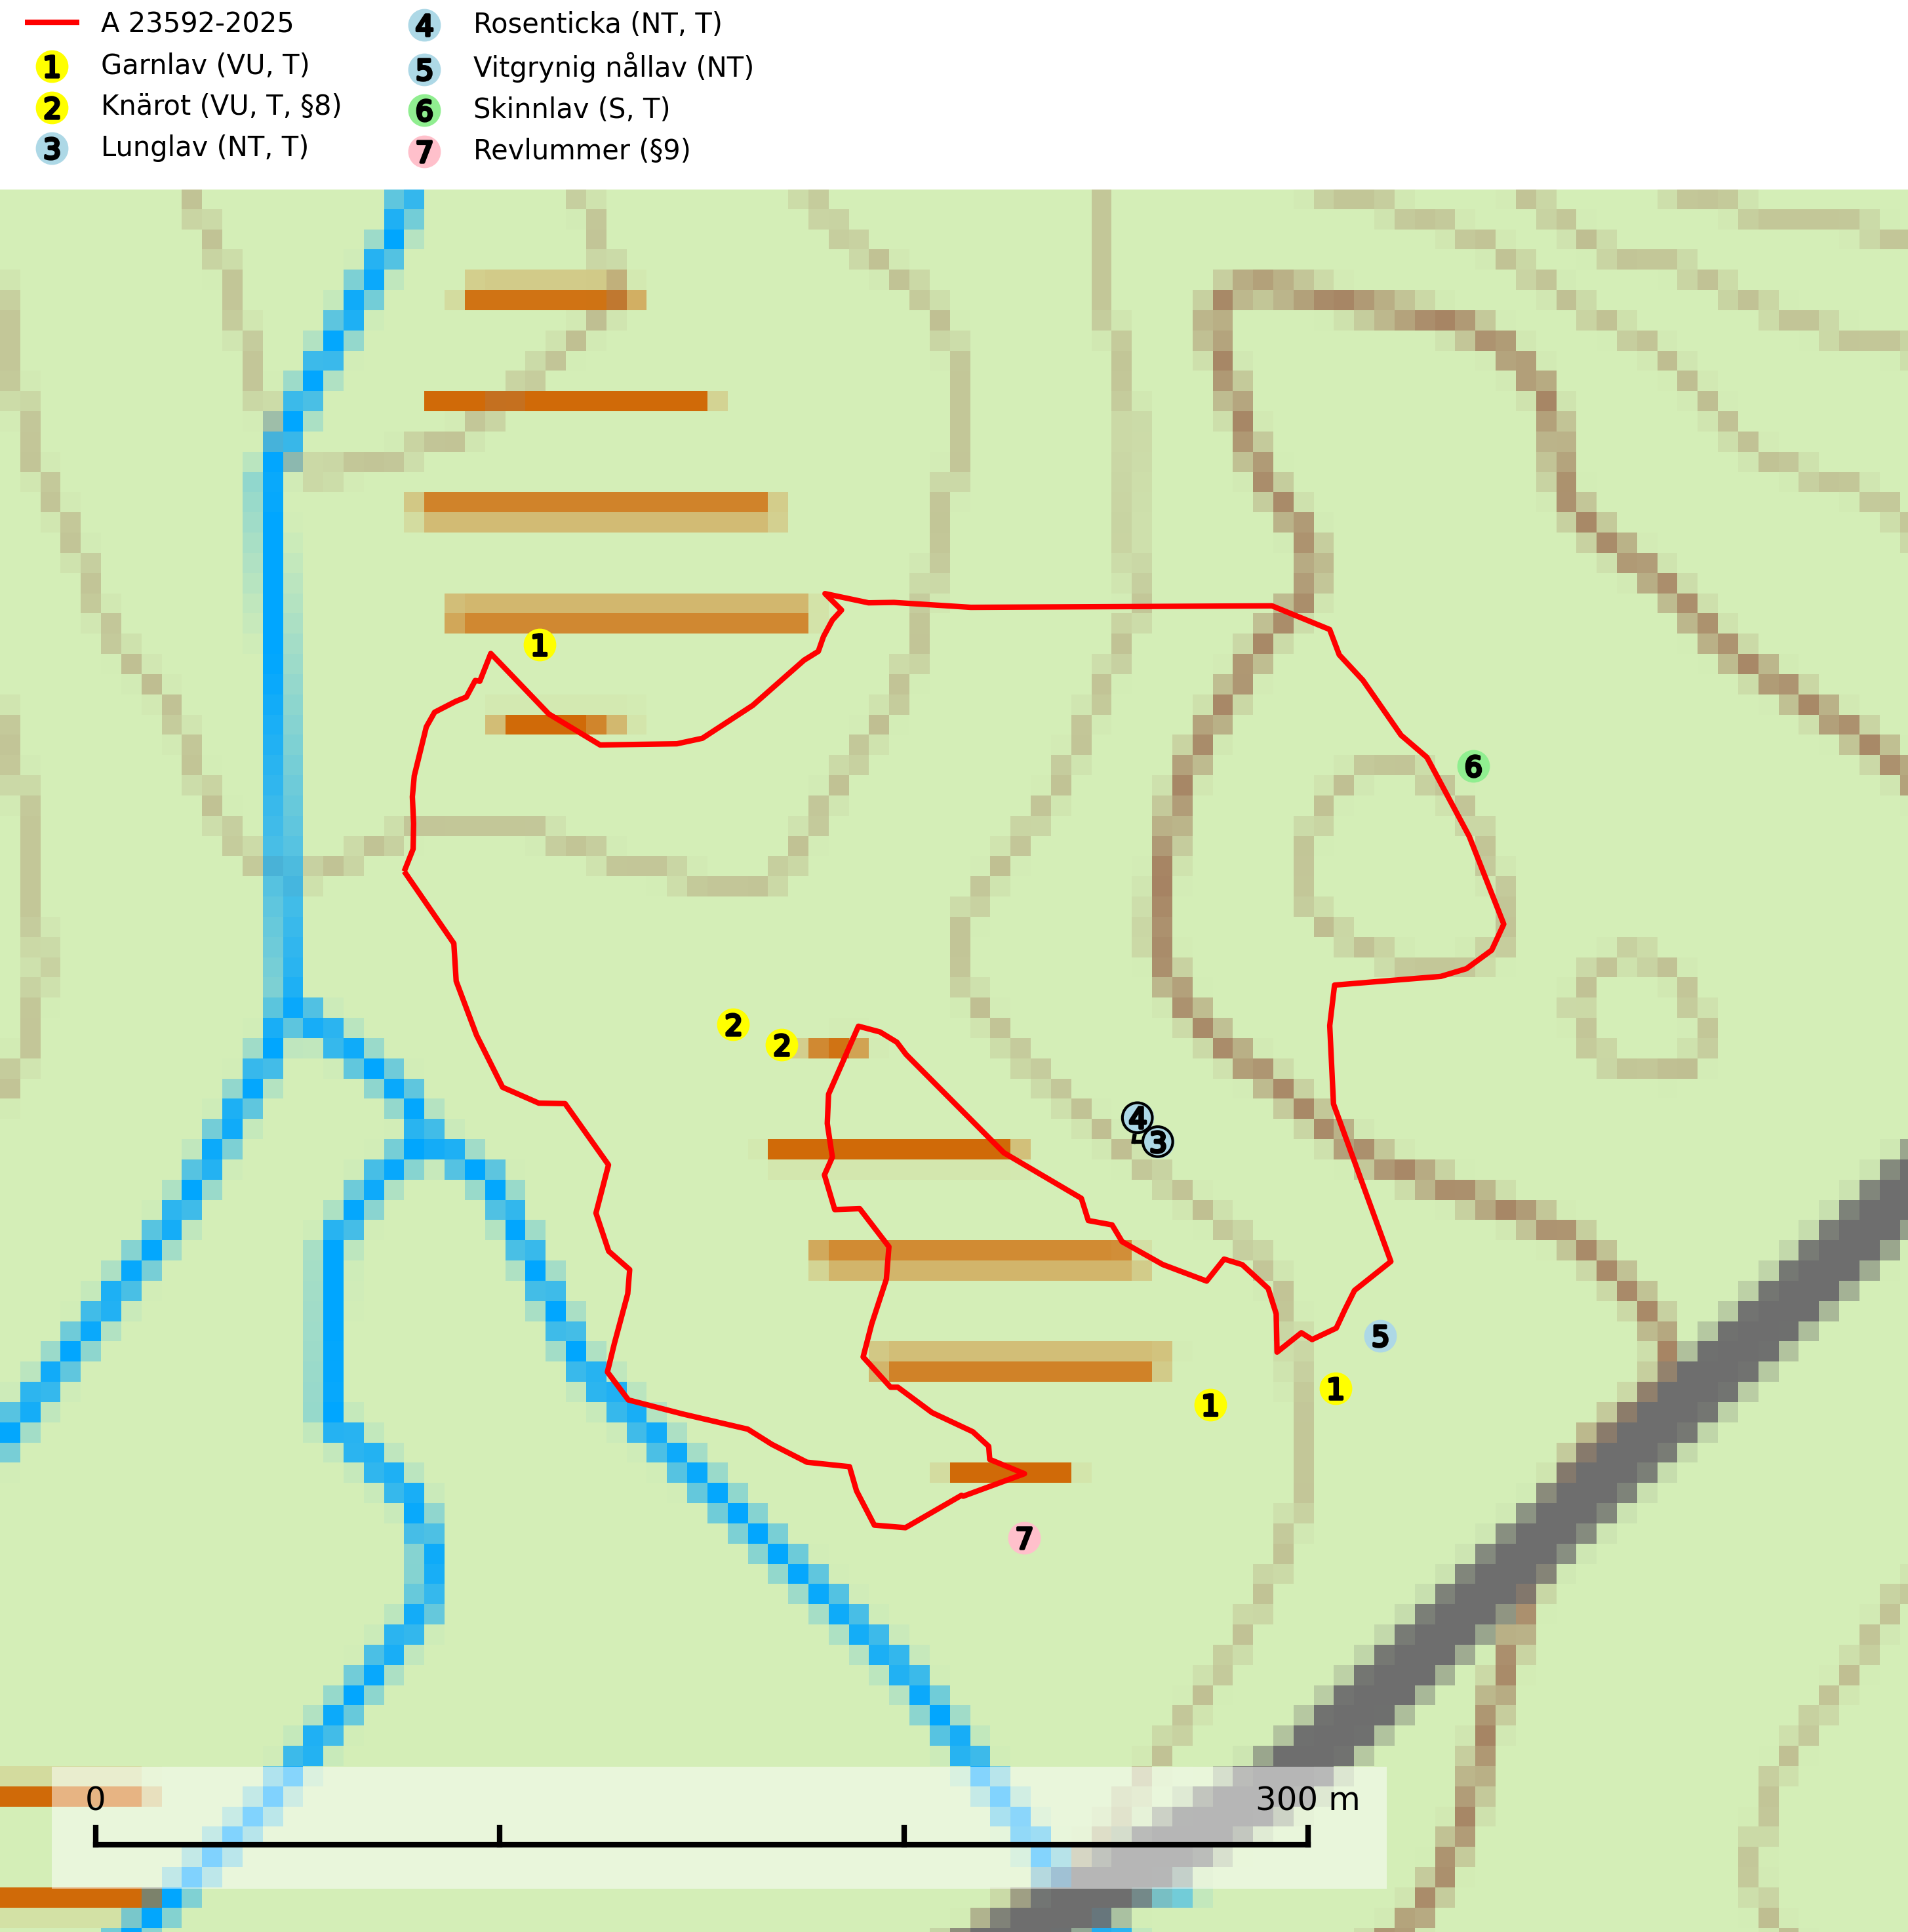 A 23592-2025
1 Garnlav (VU, T)
2 Knärot (VU, T, §8)
3 Lunglav (NT, T)
4 Rosenticka (NT, T)
5 Vitgrynig nållav (NT)
6 Skinnlav (S, T)
7 Revlummer (§9)
1
6
2
2
4
3
5
1
1
7
0 300 m